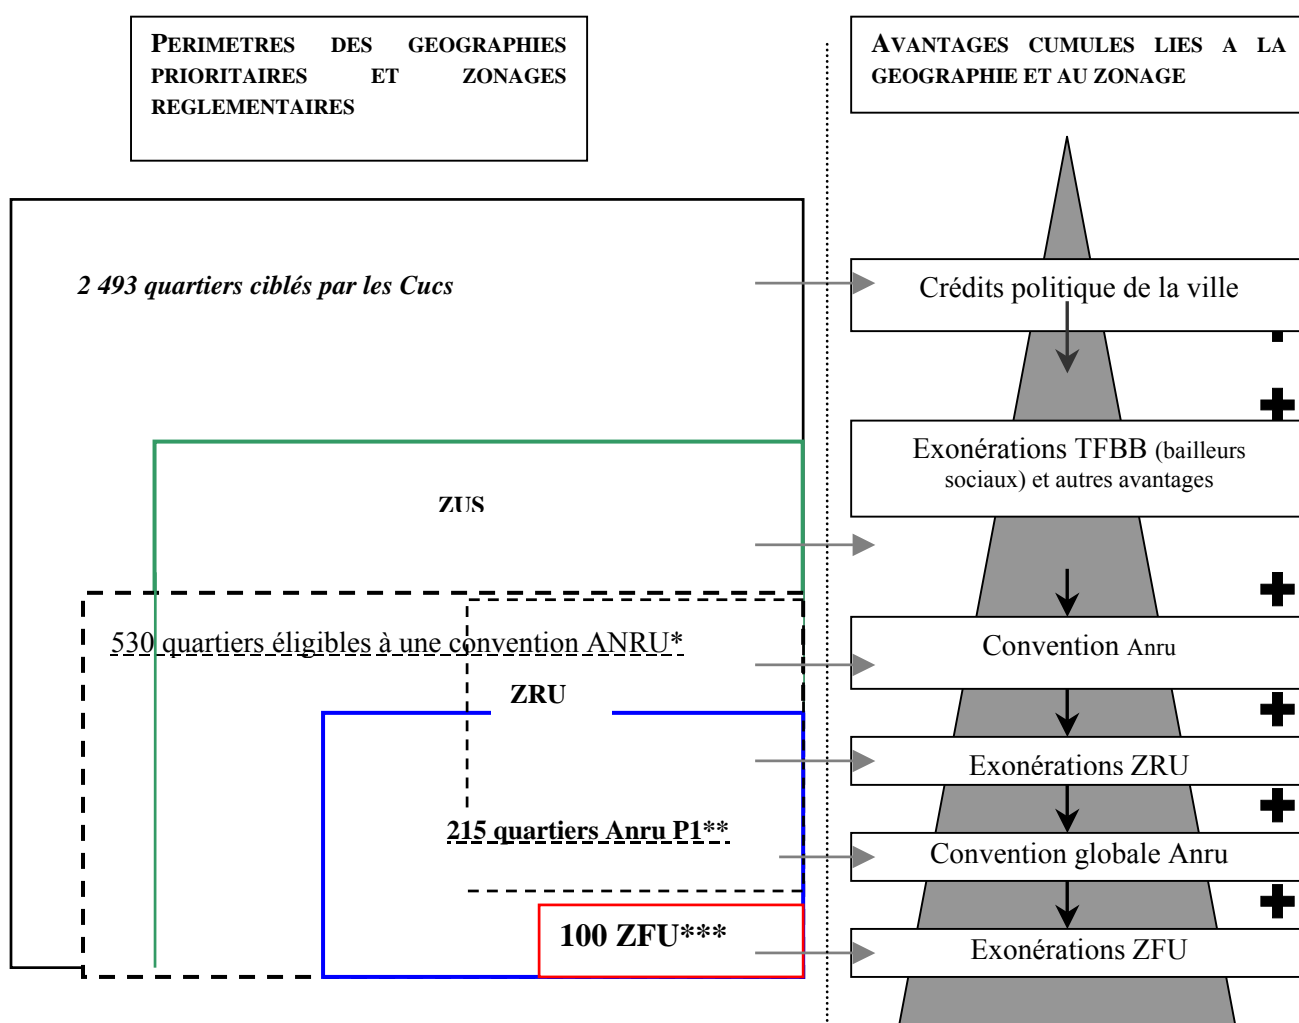 PERIMETRES DES GEOGRAPHIES
PRIORITAIRES ET ZONAGES
REGLEMENTAIRES
AVANTAGES CUMULES LIES A LA
GEOGRAPHIE ET AU ZONAGE
2 493 quartiers ciblés par les Cucs
Crédits politique de la ville
Exonérations TFBB (bailleurs
sociaux) et autres avantages
ZUS
530 quartiers éligibles à une convention ANRU*
Convention Anru
ZRU
Exonérations ZRU
215 quartiers Anru P1**
Convention globale Anru
100 ZFU***
Exonérations ZFU